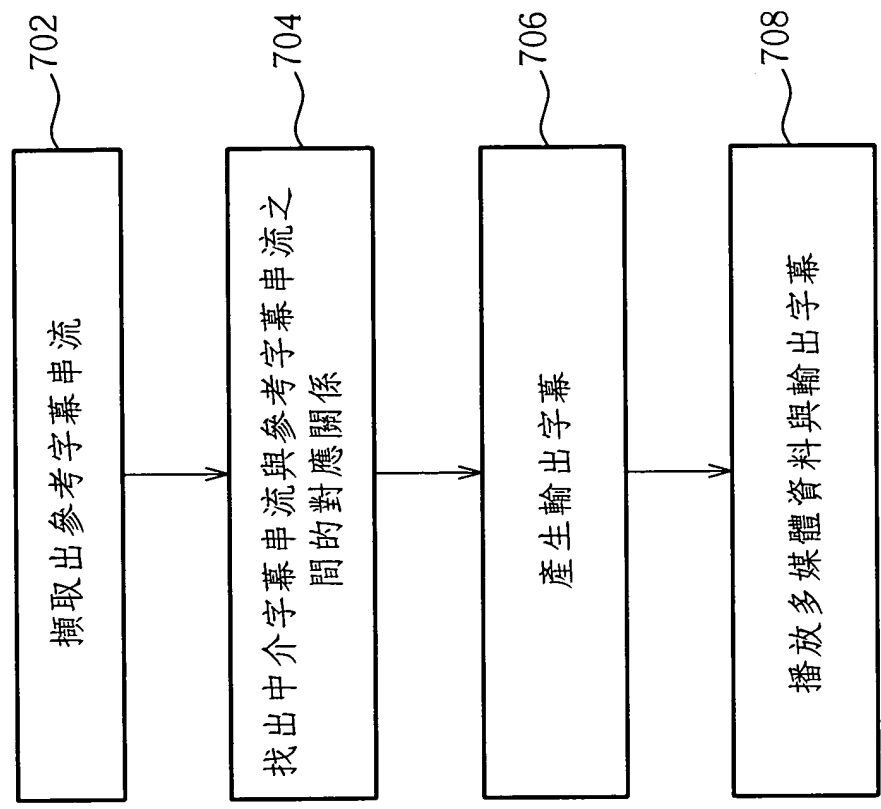 702
擷取出參考字幕串流
704
找出中介字幕串流與參考字幕串流之
間的對應關係
706
產生輸出字幕
708
播放多媒體資料與輸出字幕